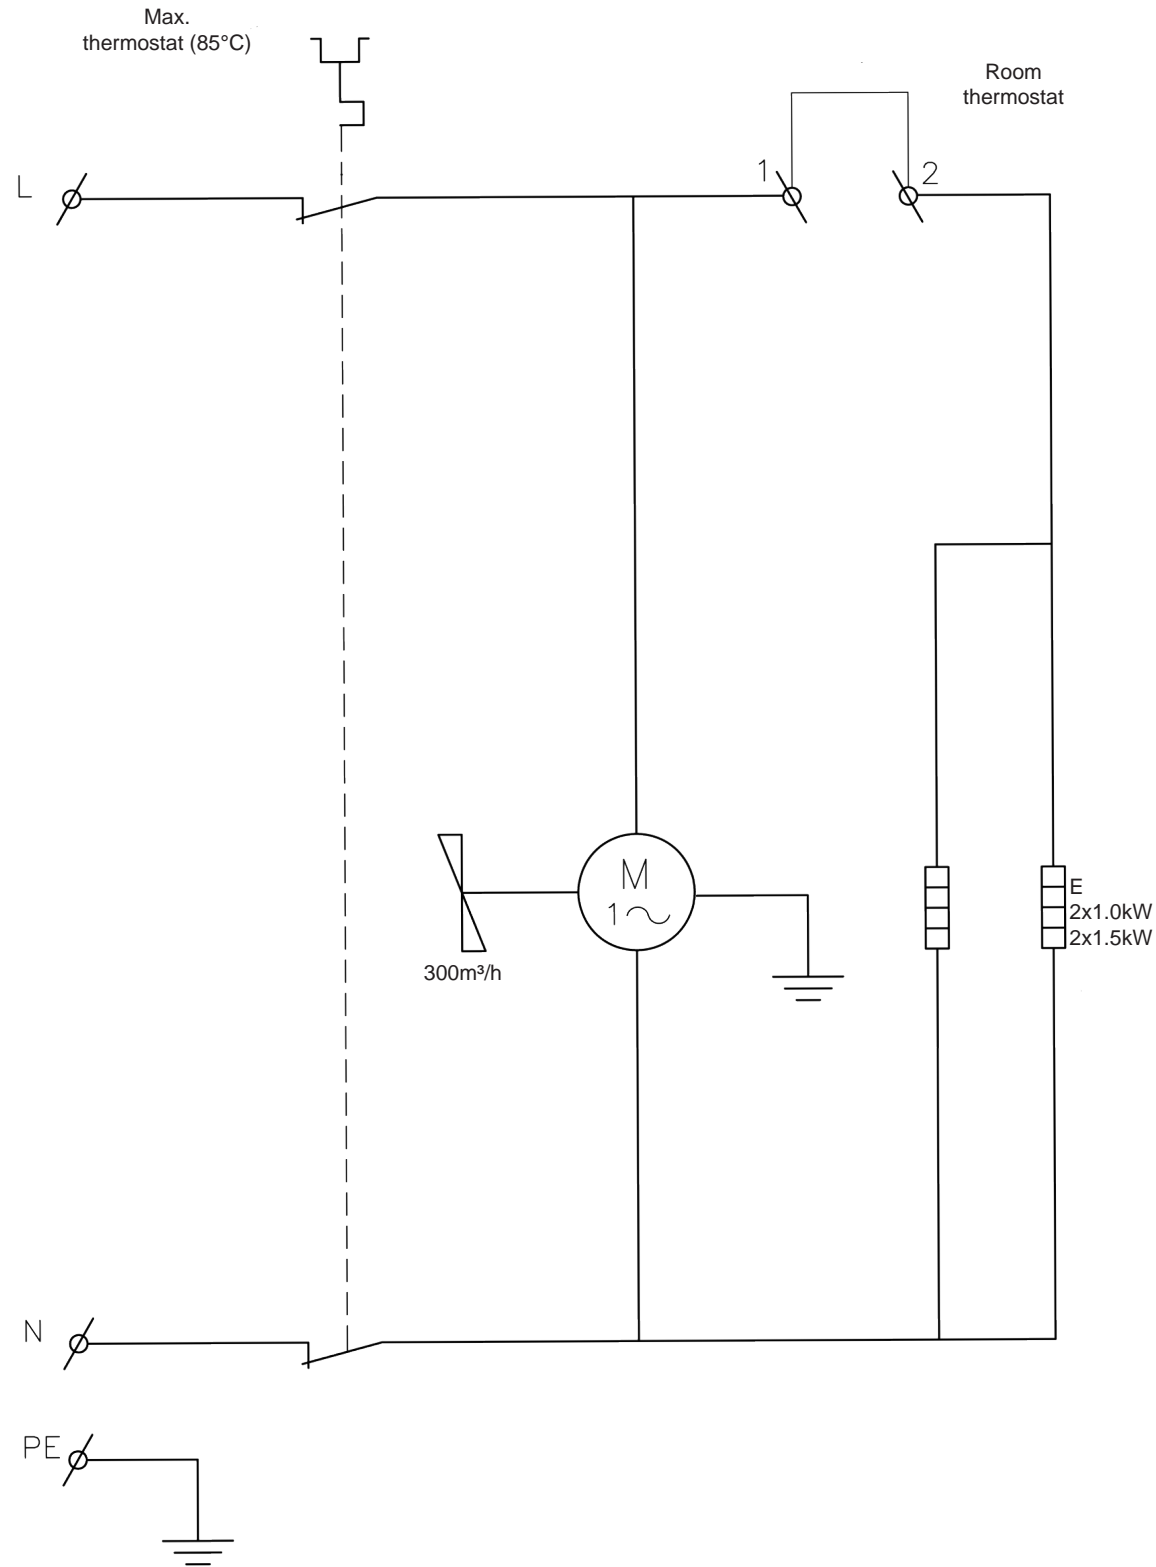 Max.
thermostat (85°C)
Room
thermostat
L
1
2
M
1~
E
2x1.0kW
2x1.5kW
300m³/h
N
PE